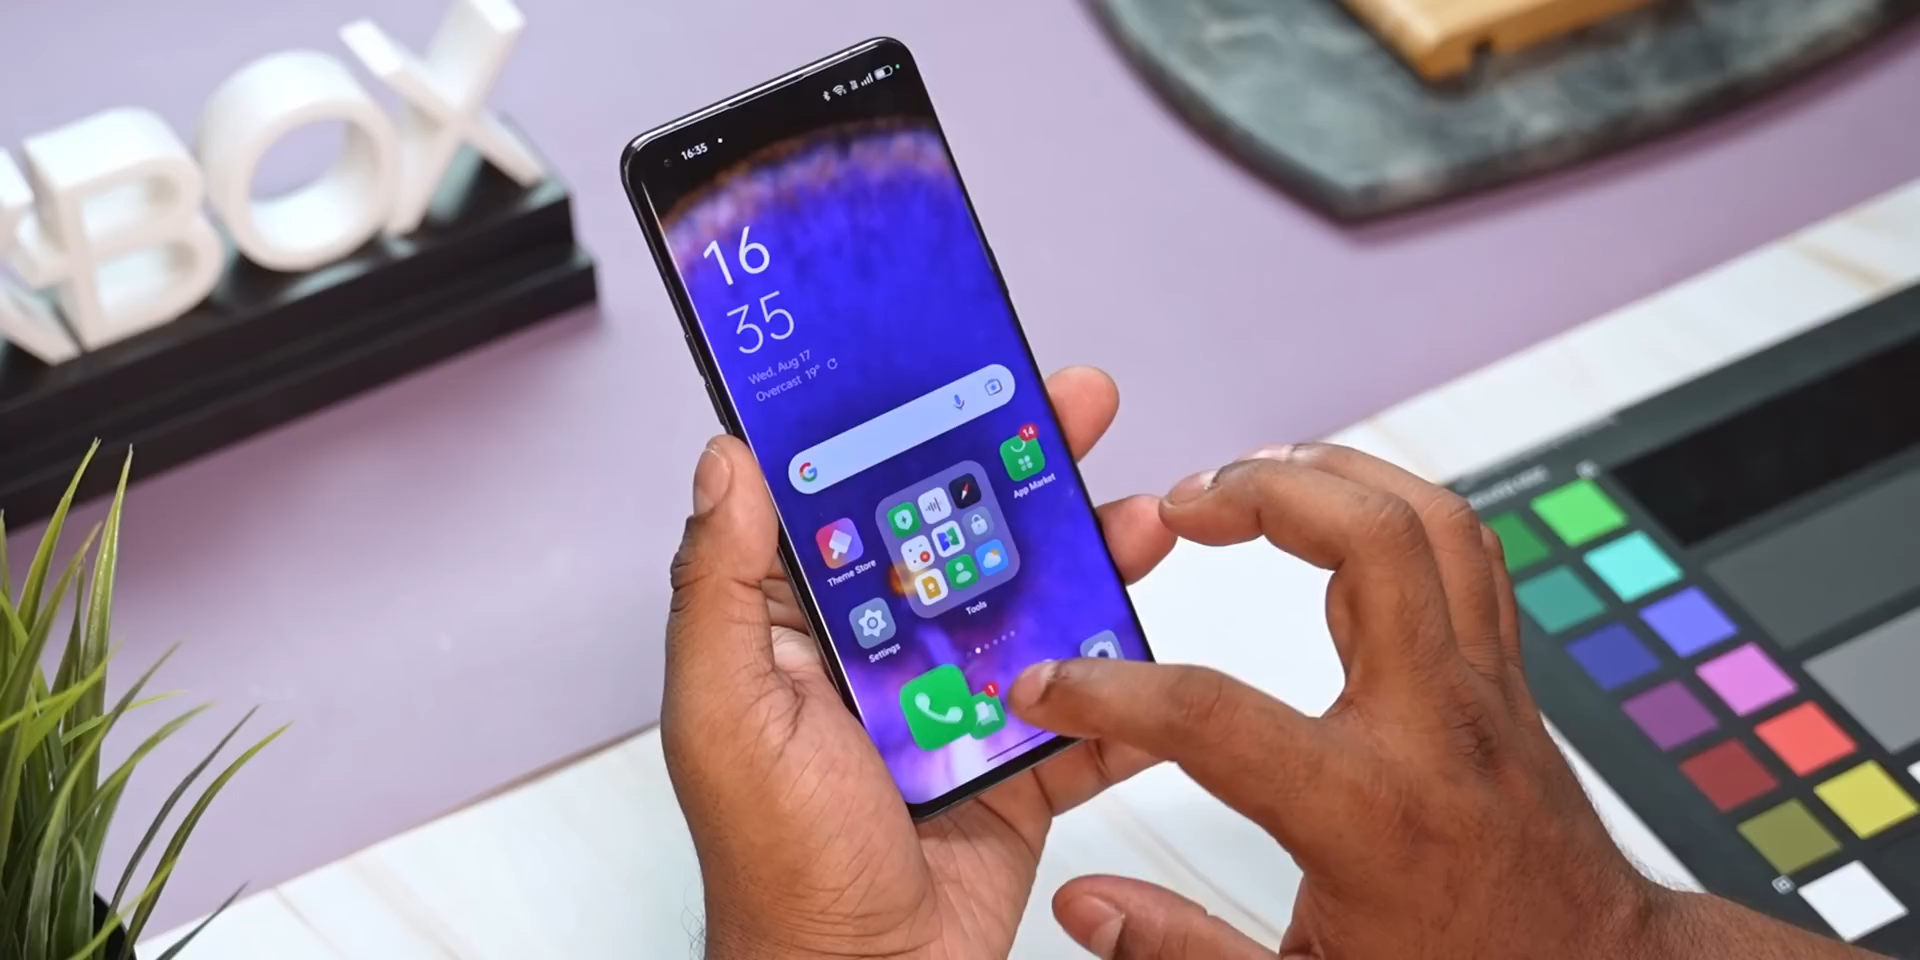 BOX
16:35
16
35
Wed, Aug 17
Overcast 19°
G
14
App Market
Theme Store
Tools
Settings
1